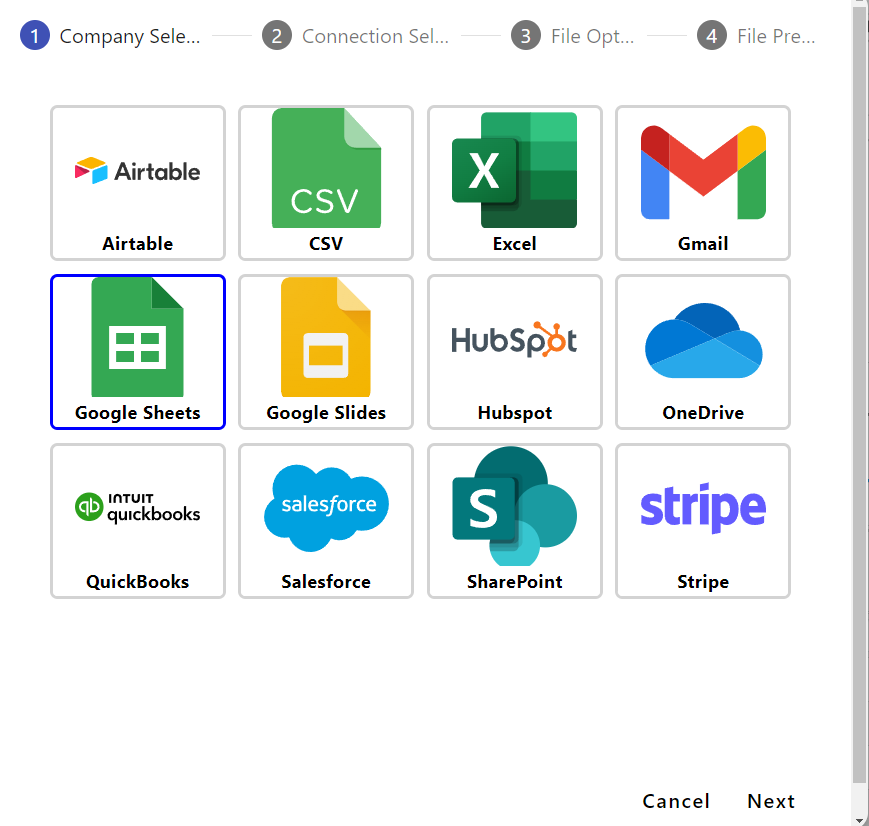 1 Company Sele... 2 Connection Sel... 3 File Opt... 4 File Pre...
Airtable
CSV
X
Airtable CSV Excel Gmail
HubSpot
Google Sheets Google Slides Hubspot OneDrive
qb INTUIT
quickbooks
salesforce
S
stripe
QuickBooks Salesforce SharePoint Stripe
Cancel Next